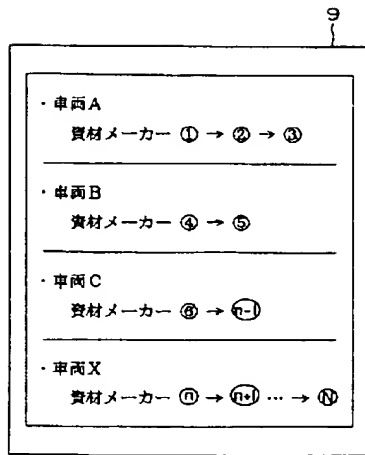 9
・車両A
資材メーカー ① → ② → ③
・車両B
資材メーカー ④ → ⑤
・車両C
資材メーカー ⑥ → n-1
・車両X
資材メーカー ⓝ → n+1 … → Ⓝ